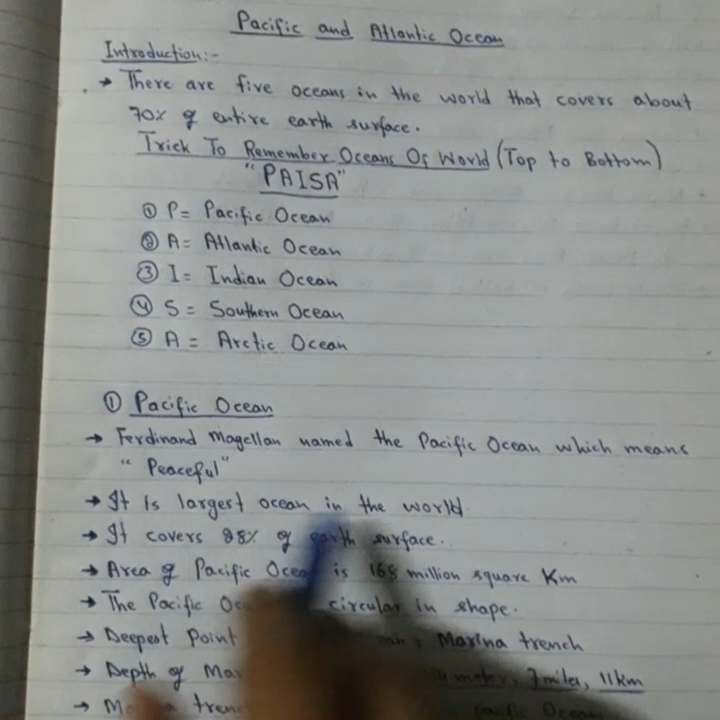 Pacific and Atlantic Ocean
Introduction:-
→ There are five oceans in the world that covers about
70% of entire earth surface.
Trick To Remember Oceans Of World (Top to Bottom)
"PAISA"
① P= Pacific Ocean
② A= Atlantic Ocean
③ I= Indian Ocean
④ S = Southern Ocean
⑤ A = Arctic Ocean
① Pacific Ocean
→ Ferdinand Magellan named the Pacific Ocean which means
"Peaceful"
→ It is largest ocean in the world
→ It covers of earth surface.
→ Area of Pacific Ocean is 168 million square Km
→ The Pacific circular in shape.
→ Deepest Point Marina trench
→ Depth of 7 miles, 11km
→